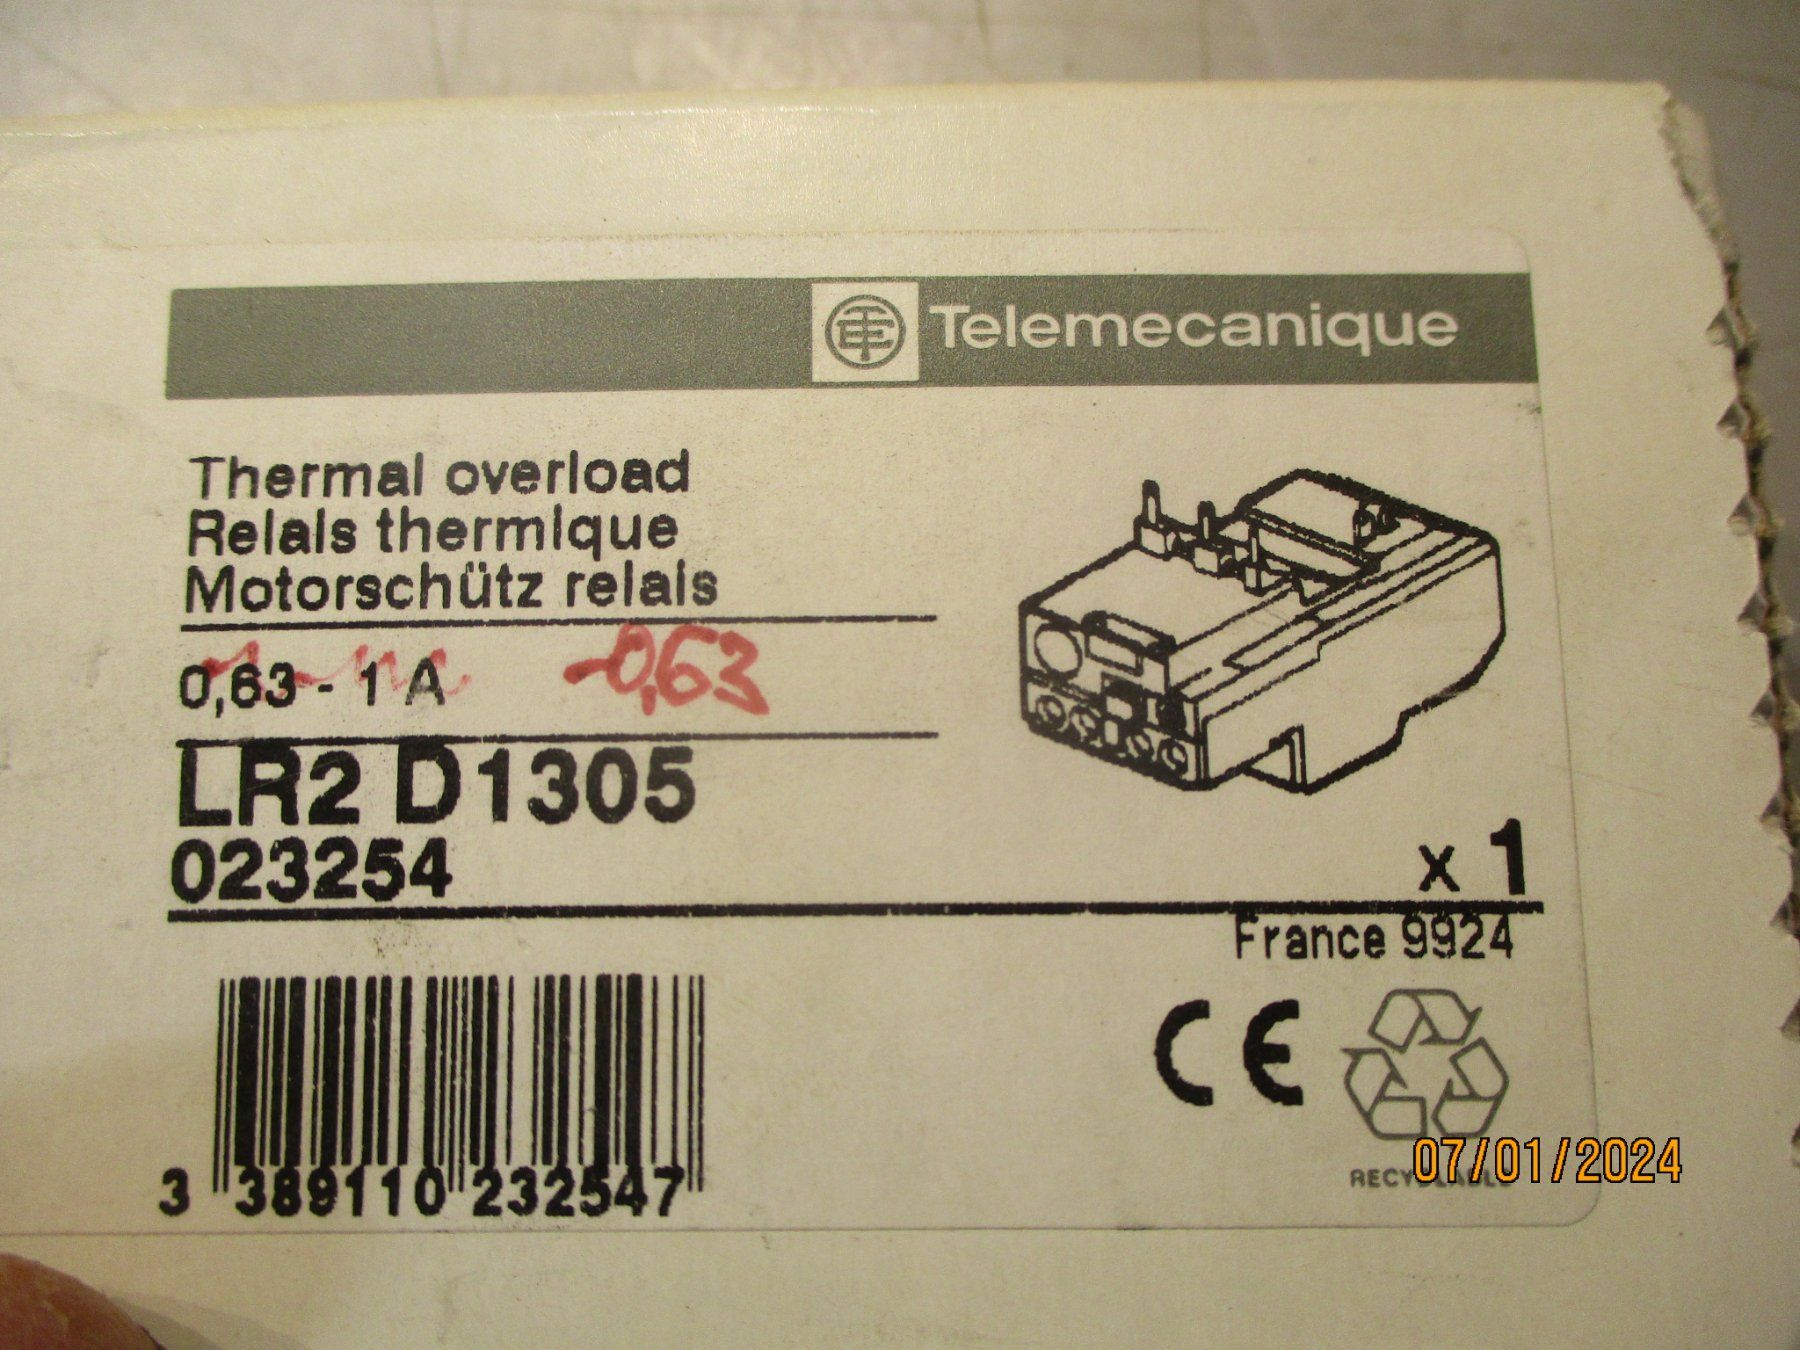 Telemecanique
Thermal overload
Relais thermique
Motorschütz relais
0,63 - 1 A -0,63
LR2 D1305
023254
x 1
France 9924
3 389110 232547
CE
RECYCLABLE
07/01/2024